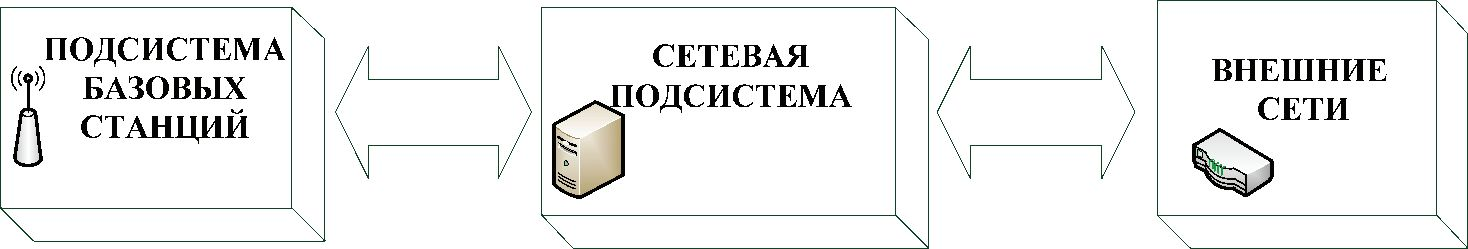 ПОДСИСТЕМА
БАЗОВЫХ
СТАНЦИЙ
СЕТЕВАЯ
ПОДСИСТЕМА
ВНЕШНИЕ
СЕТИ